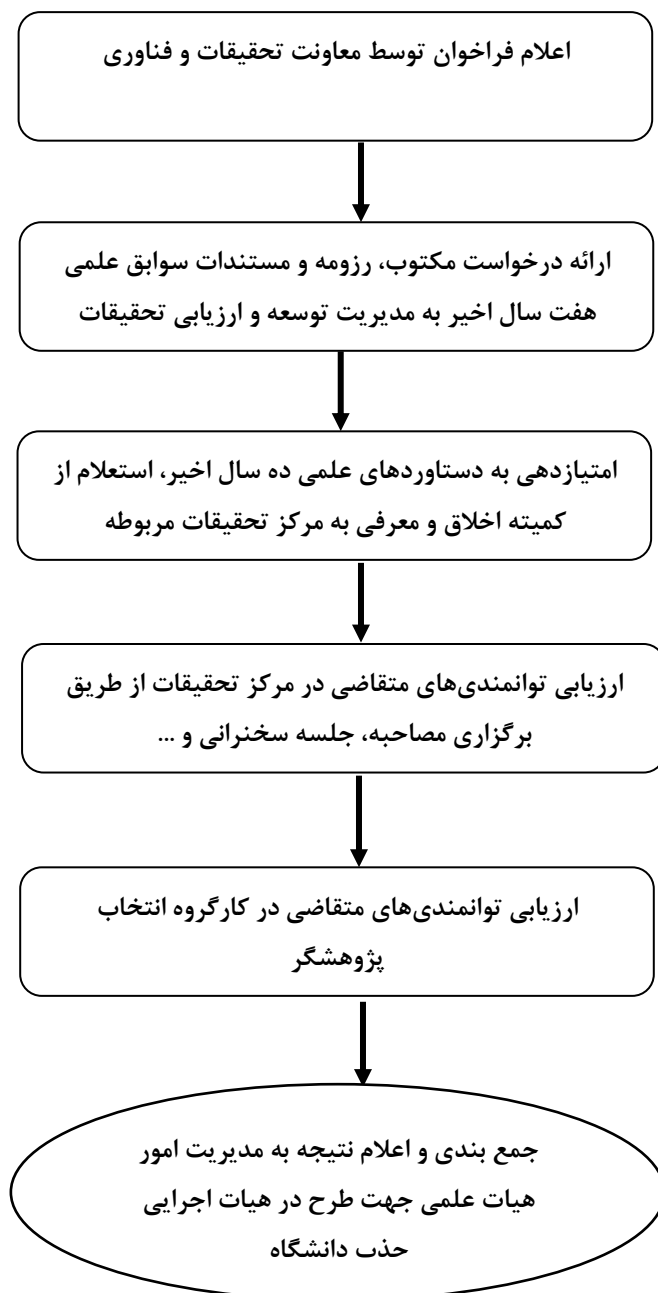 اعلام فراخوان توسط معاونت تحقیقات و فناوری
ارائه درخواست مکتوب، رزومه و مستندات سوابق علمی
هفت سال اخیر به مدیریت توسعه و ارزیابی تحقیقات
امتیازدهی به دستاوردهای علمی ده سال اخیر، استعلام از
کمیته اخلاق و معرفی به مرکز تحقیقات مربوطه
ارزیابی توانمندی‌های متقاضی در مرکز تحقیقات از طریق
برگزاری مصاحبه، جلسه سخنرانی و ...
ارزیابی توانمندی‌های متقاضی در کارگروه انتخاب
پژوهشگر
جمع بندی و اعلام نتیجه به مدیریت امور
هیات علمی جهت طرح در هیات اجرایی
حذب دانشگاه